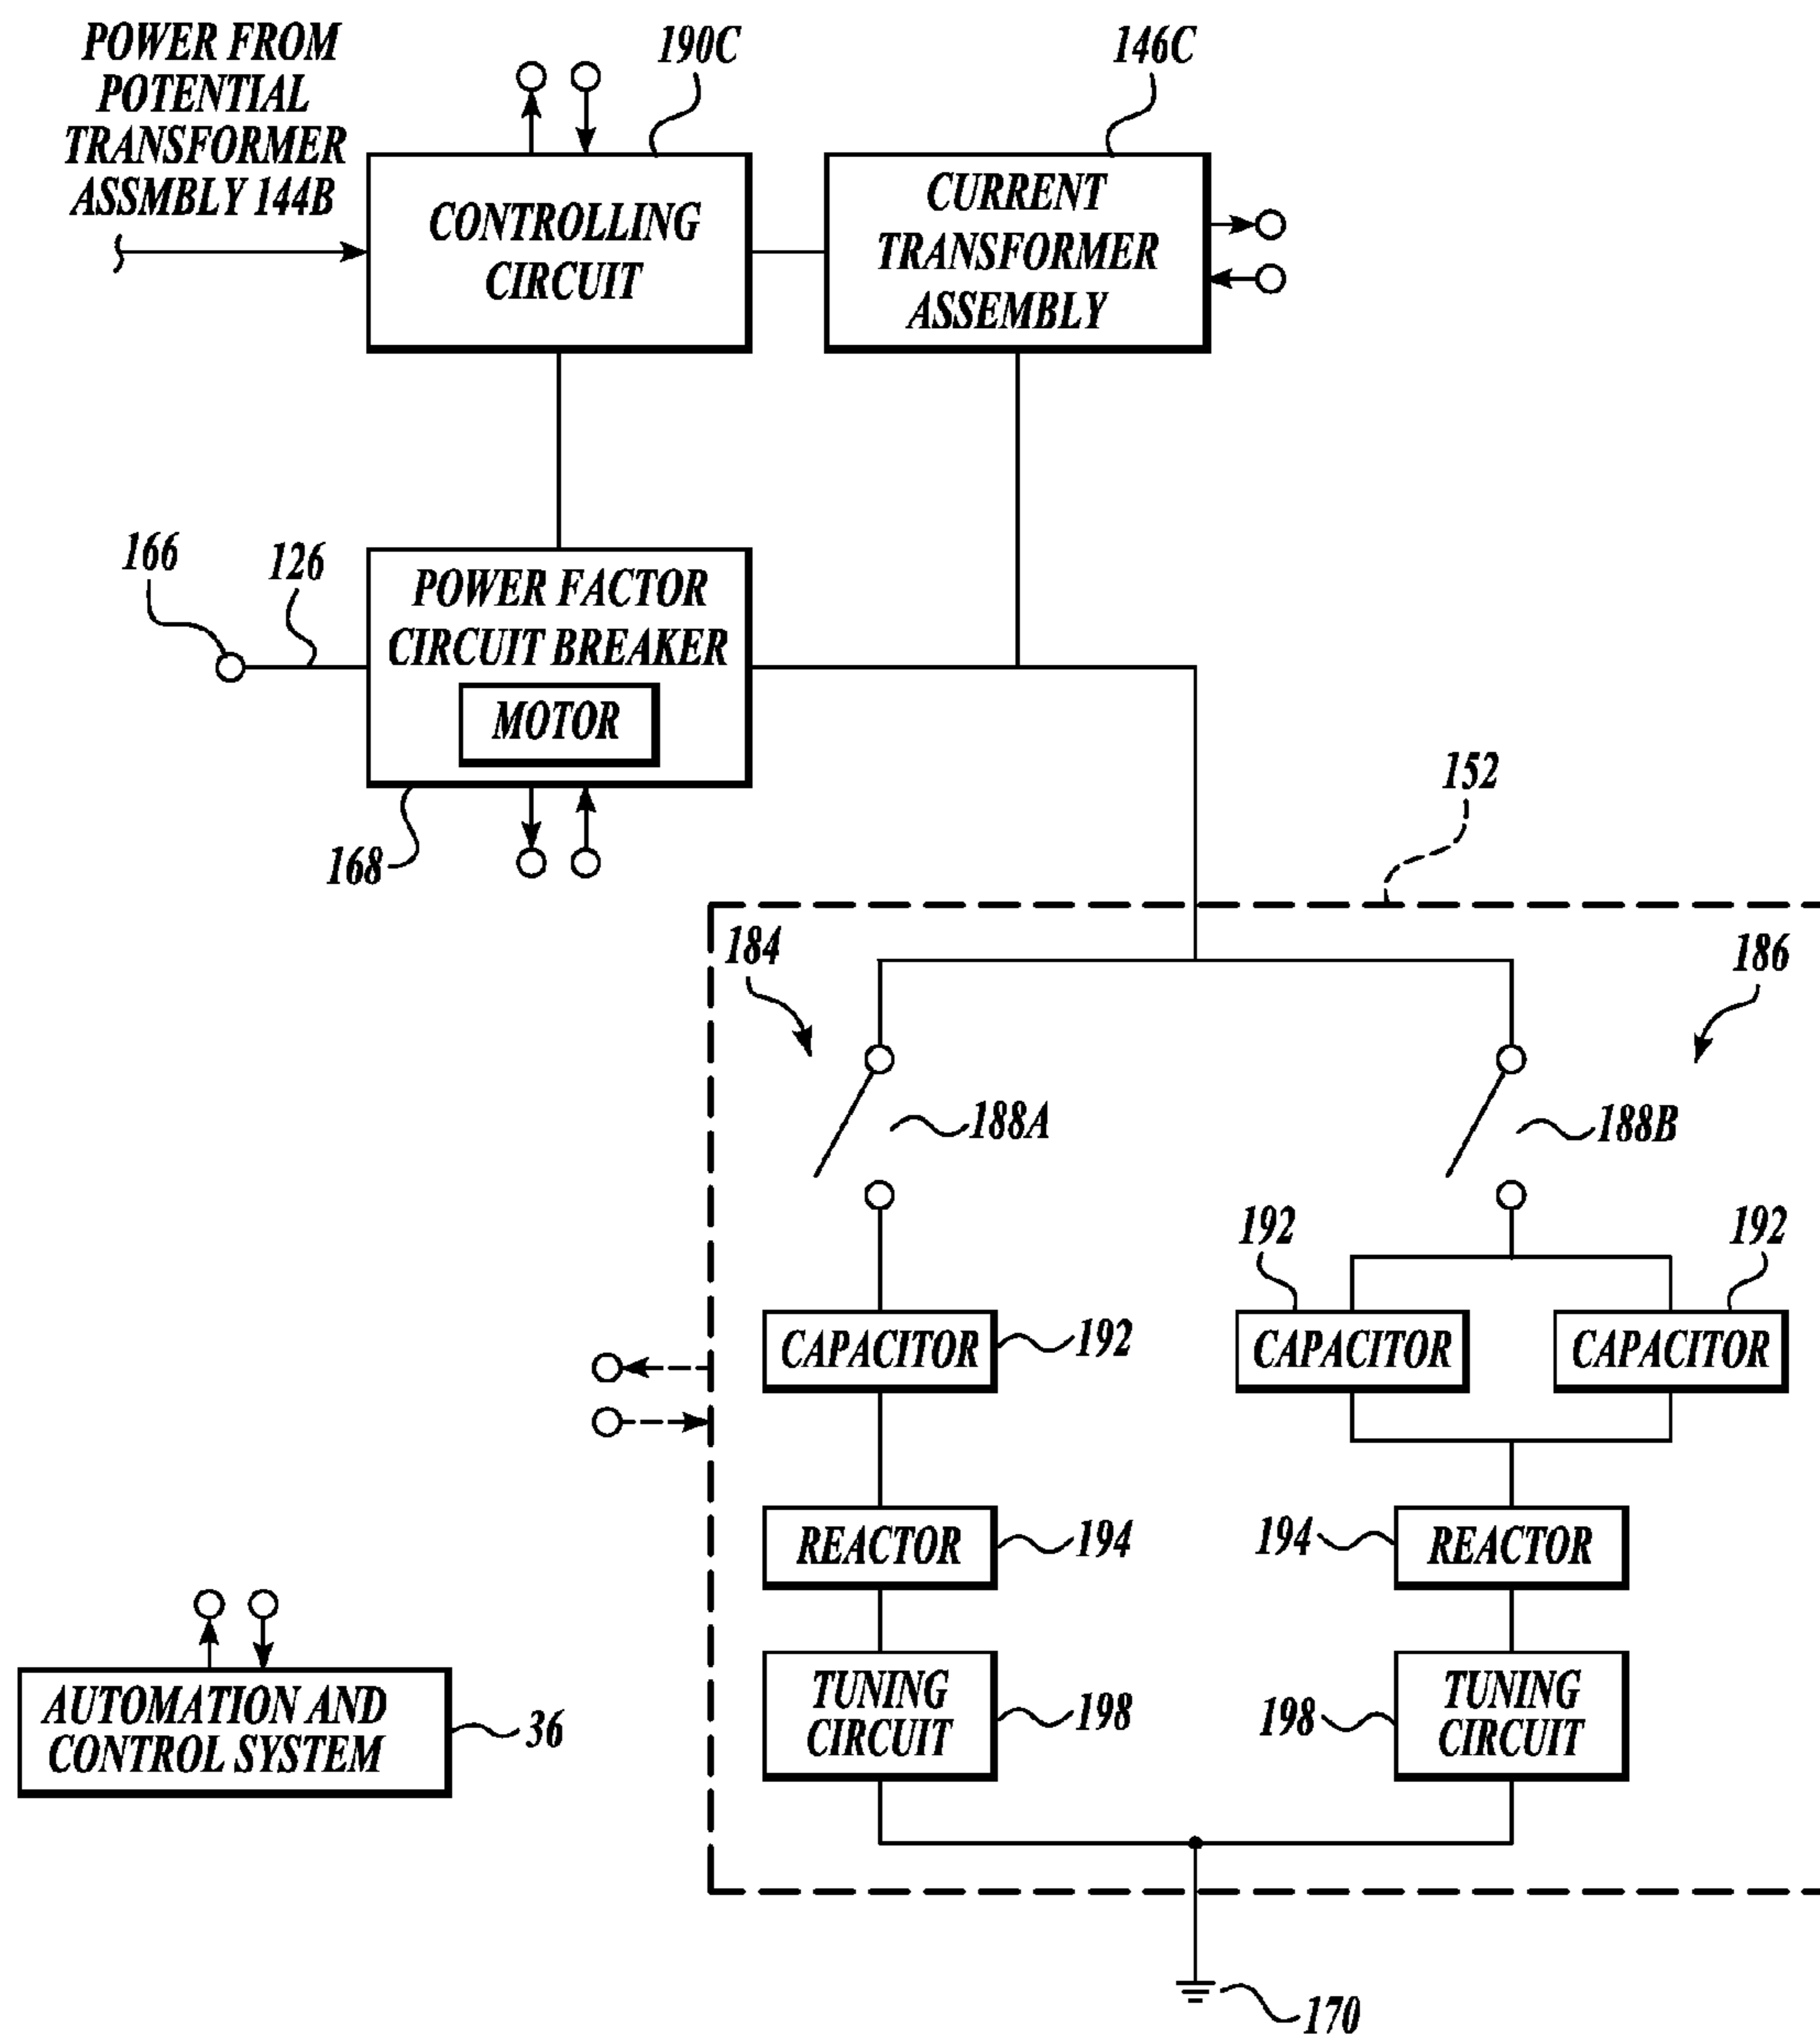 POWER FROM
POTENTIAL
TRANSFORMER
ASSMBLY 144B
190C
146C
CONTROLLING
CIRCUIT
CURRENT
TRANSFORMER
ASSEMBLY
166
126
POWER FACTOR
CIRCUIT BREAKER
MOTOR
168
152
184
186
188A
188B
192
192
CAPACITOR
192
CAPACITOR
CAPACITOR
REACTOR
194
194
REACTOR
TUNING
CIRCUIT
198
198
TUNING
CIRCUIT
AUTOMATION AND
CONTROL SYSTEM
36
170